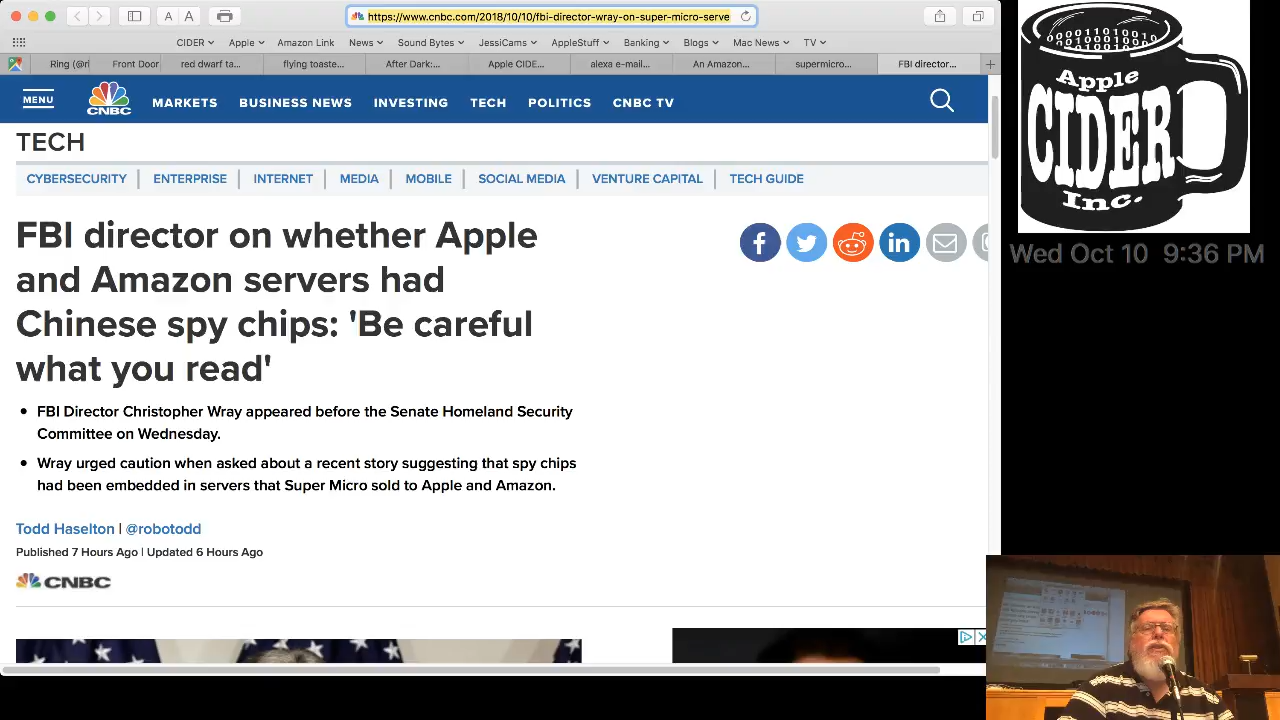 https://www.cnbc.com/2018/10/10/fbi-director-wray-on-super-micro-serve
A A
CIDER Apple Amazon Link News Sound Bytes JessiCams AppleStuff Banking Blogs Mac News TV
Ring (@ri Front Door red dwarf ta... flying toaste... After Dark:... Apple CIDE... alexa e-mail... An Amazon... supermicro... FBI director...
MENU
CNBC
MARKETS BUSINESS NEWS INVESTING TECH POLITICS CNBC TV
TECH
CYBERSECURITY ENTERPRISE INTERNET MEDIA MOBILE SOCIAL MEDIA VENTURE CAPITAL TECH GUIDE
FBI director on whether Apple
and Amazon servers had
Chinese spy chips: 'Be careful
what you read'
• FBI Director Christopher Wray appeared before the Senate Homeland Security
Committee on Wednesday.
• Wray urged caution when asked about a recent story suggesting that spy chips
had been embedded in servers that Super Micro sold to Apple and Amazon.
Todd Haselton | @robotodd
Published 7 Hours Ago | Updated 6 Hours Ago
CNBC
Apple
CIDER
Inc.
Wed Oct 10 9:36 PM